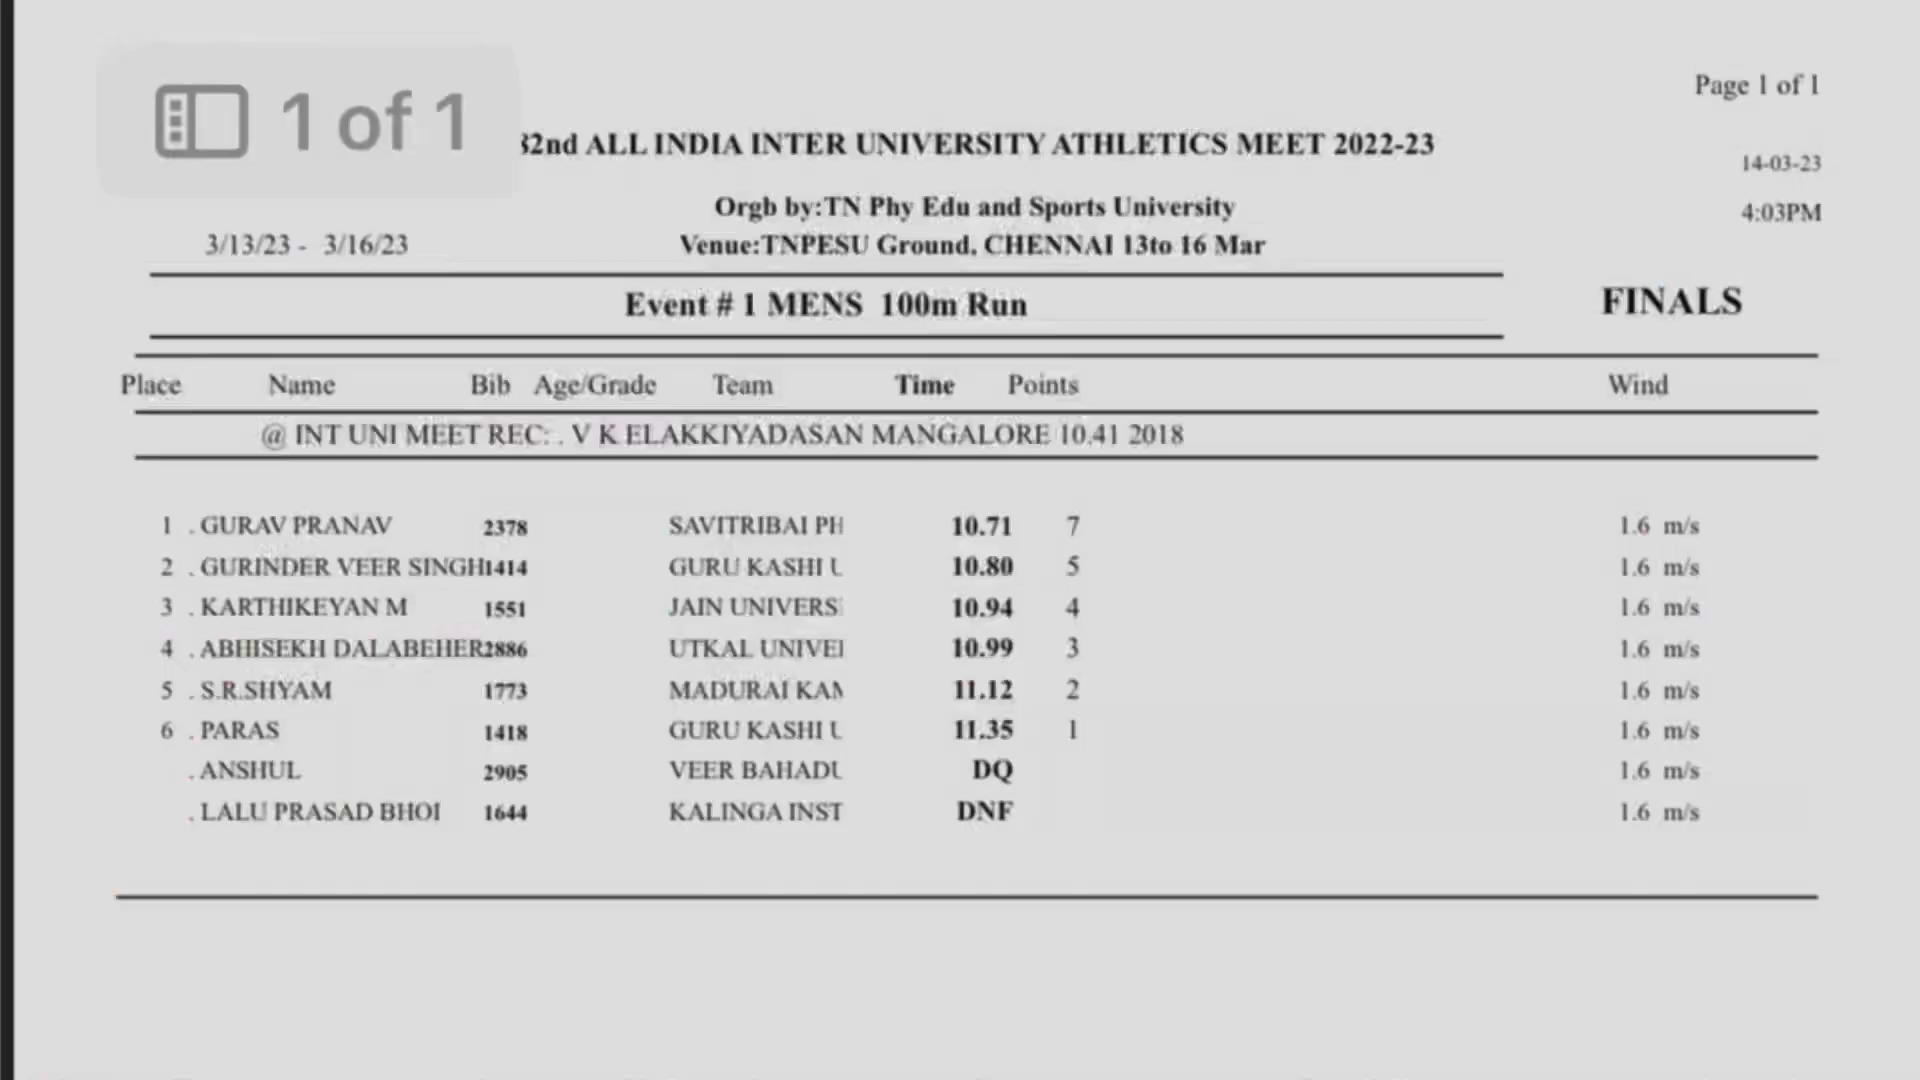 1 of 1
Page 1 of 1
2nd ALL INDIA INTER UNIVERSITY ATHLETICS MEET 2022-23
14-03-23
Orgb by:TN Phy Edu and Sports University
4:03PM
3/13/23 - 3/16/23 Venue:TNPESU Ground, CHENNAI 13to 16 Mar
Event # 1 MENS 100m Run FINALS
Place Name Bib Age/Grade Team Time Points Wind
@ INT UNI MEET REC: . V K ELAKKIYADASAN MANGALORE 10.41 2018
1 . GURAV PRANAV 2378 SAVITRIBAI PH 10.71 7 1.6 m/s
2 . GURINDER VEER SINGH 1414 GURU KASHI U 10.80 5 1.6 m/s
3 . KARTHIKEYAN M 1551 JAIN UNIVERS 10.94 4 1.6 m/s
4 . ABHISEKH DALABEHER 2886 UTKAL UNIVE 10.99 3 1.6 m/s
5 . S.R.SHYAM 1773 MADURAI KAM 11.12 2 1.6 m/s
6 . PARAS 1418 GURU KASHI U 11.35 1 1.6 m/s
. ANSHUL 2905 VEER BAHADU DQ 1.6 m/s
. LALU PRASAD BHOI 1644 KALINGA INST DNF 1.6 m/s